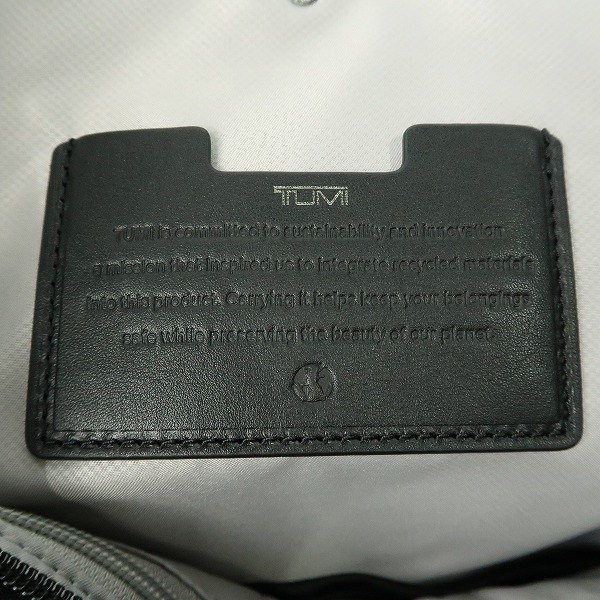 TUMI
TUMI is committed to sustainability and innovation
a mission that inspired us to integrate recycled materials
into this product. Carrying it helps keep your belongings
safe while preserving the beauty of our planet.